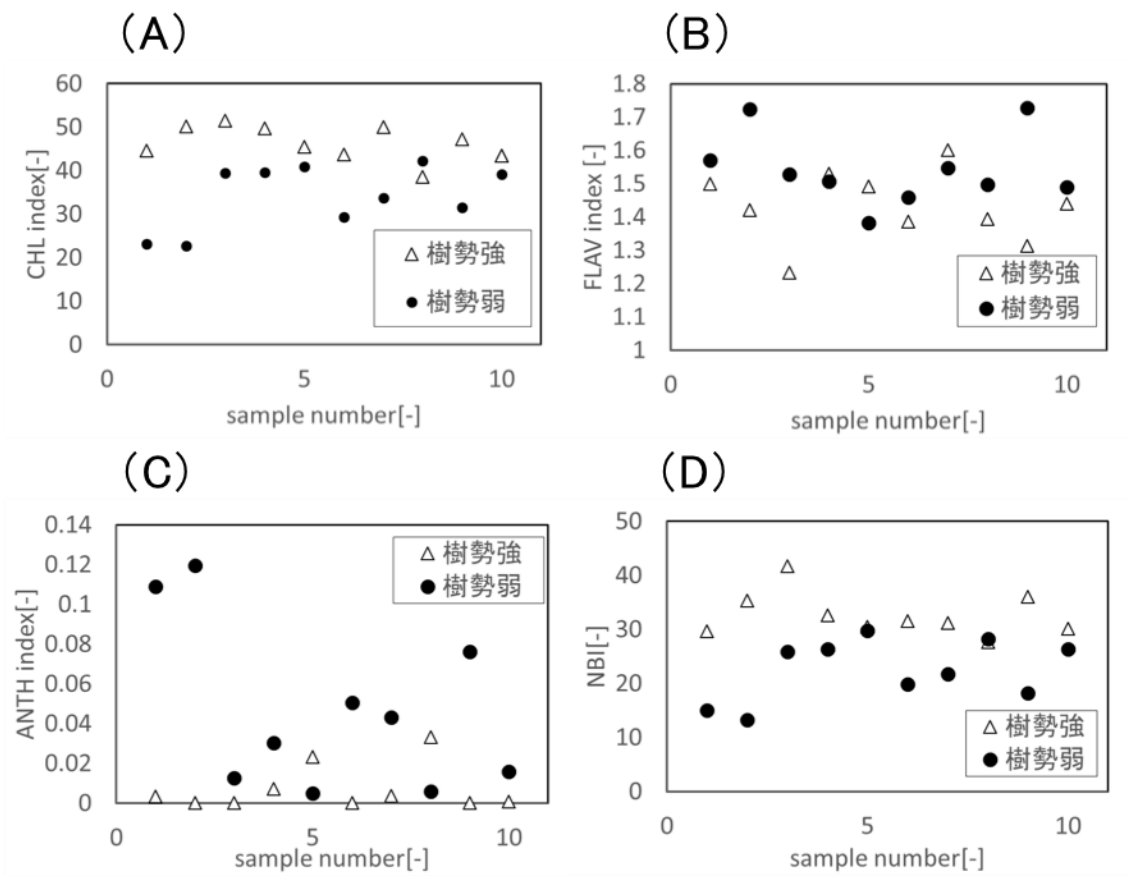 (A)
60
50
40
30
20
10
0
CHL index[-]
△ 樹勢強
● 樹勢弱
0 5 10
sample number[-]
(B)
1.8
1.7
1.6
1.5
1.4
1.3
1.2
1.1
1
FLAV index [-]
△ 樹勢強
● 樹勢弱
0 5 10
sample number[-]
(C)
0.14
0.12
0.1
0.08
0.06
0.04
0.02
0
ANTH index[-]
△ 樹勢強
● 樹勢弱
0 5 10
sample number[-]
(D)
50
40
30
20
10
0
NBI[-]
△ 樹勢強
● 樹勢弱
0 5 10
sample number[-]